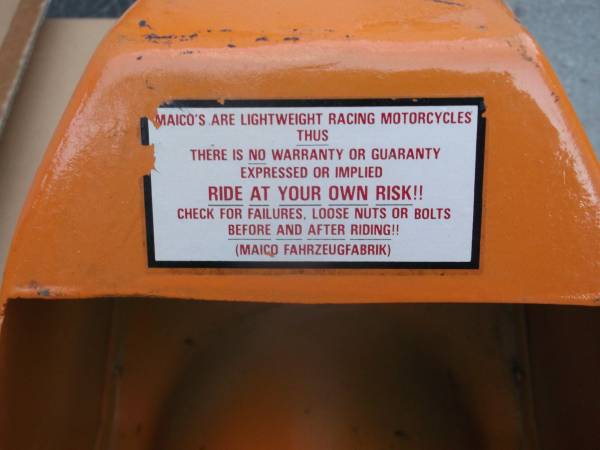 MAICO'S ARE LIGHTWEIGHT RACING MOTORCYCLES
THUS
THERE IS NO WARRANTY OR GUARANTY
EXPRESSED OR IMPLIED
RIDE AT YOUR OWN RISK!!
CHECK FOR FAILURES, LOOSE NUTS OR BOLTS
BEFORE AND AFTER RIDING!!
(MAICO FAHRZEUGFABRIK)